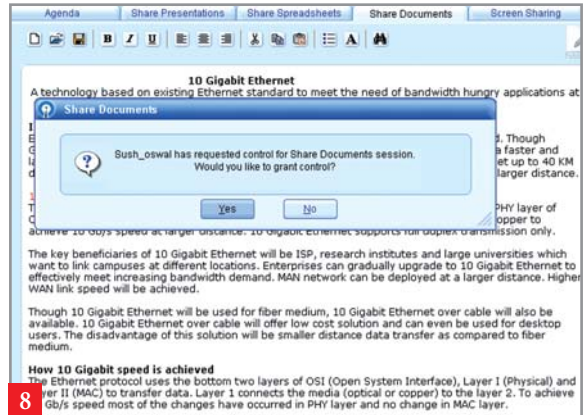 Agenda
Share Presentations
Share Spreadsheets
Share Documents
Screen Sharing
B I U
A
10 Gigabit Ethernet
A technology based on existing Ethernet standard to meet the need of bandwidth hungry applications at
Share Documents
d. Though
a faster and
et up to 40 KM
larger distance.
Sush_oswal has requested control for Share Documents session.
Would you like to grant control?
Yes
No
PHY layer of
opper to
achieve 10 Gb/s speed at larger distance. 10 Gigabit Ethernet supports full duplex transmission only.
The key beneficiaries of 10 Gigabit Ethernet will be ISP, research institutes and large universities which
want to link campuses at different locations. Enterprises can gradually upgrade to 10 Gigabit Ethernet to
effectively meet increasing bandwidth demand. MAN network can be deployed at a larger distance. Higher
WAN link speed will be achieved.
Though 10 Gigabit Ethernet will be used for fiber medium, 10 Gigabit Ethernet over cable will also be
available. 10 Gigabit Ethernet over cable will offer low cost solution and can even be used for desktop
users. The disadvantage of this solution will be smaller distance data transfer as compared to fiber
medium.
How 10 Gigabit speed is achieved
The Ethernet protocol uses the bottom two layers of OSI (Open System Interface), Layer I (Physical) and
yer II (MAC) to transfer data. Layer 1 connects the media (optical or copper) to the layer 2. To achieve
Gb/s speed most of the changes have occurred in PHY layer and no change in MAC layer.
8